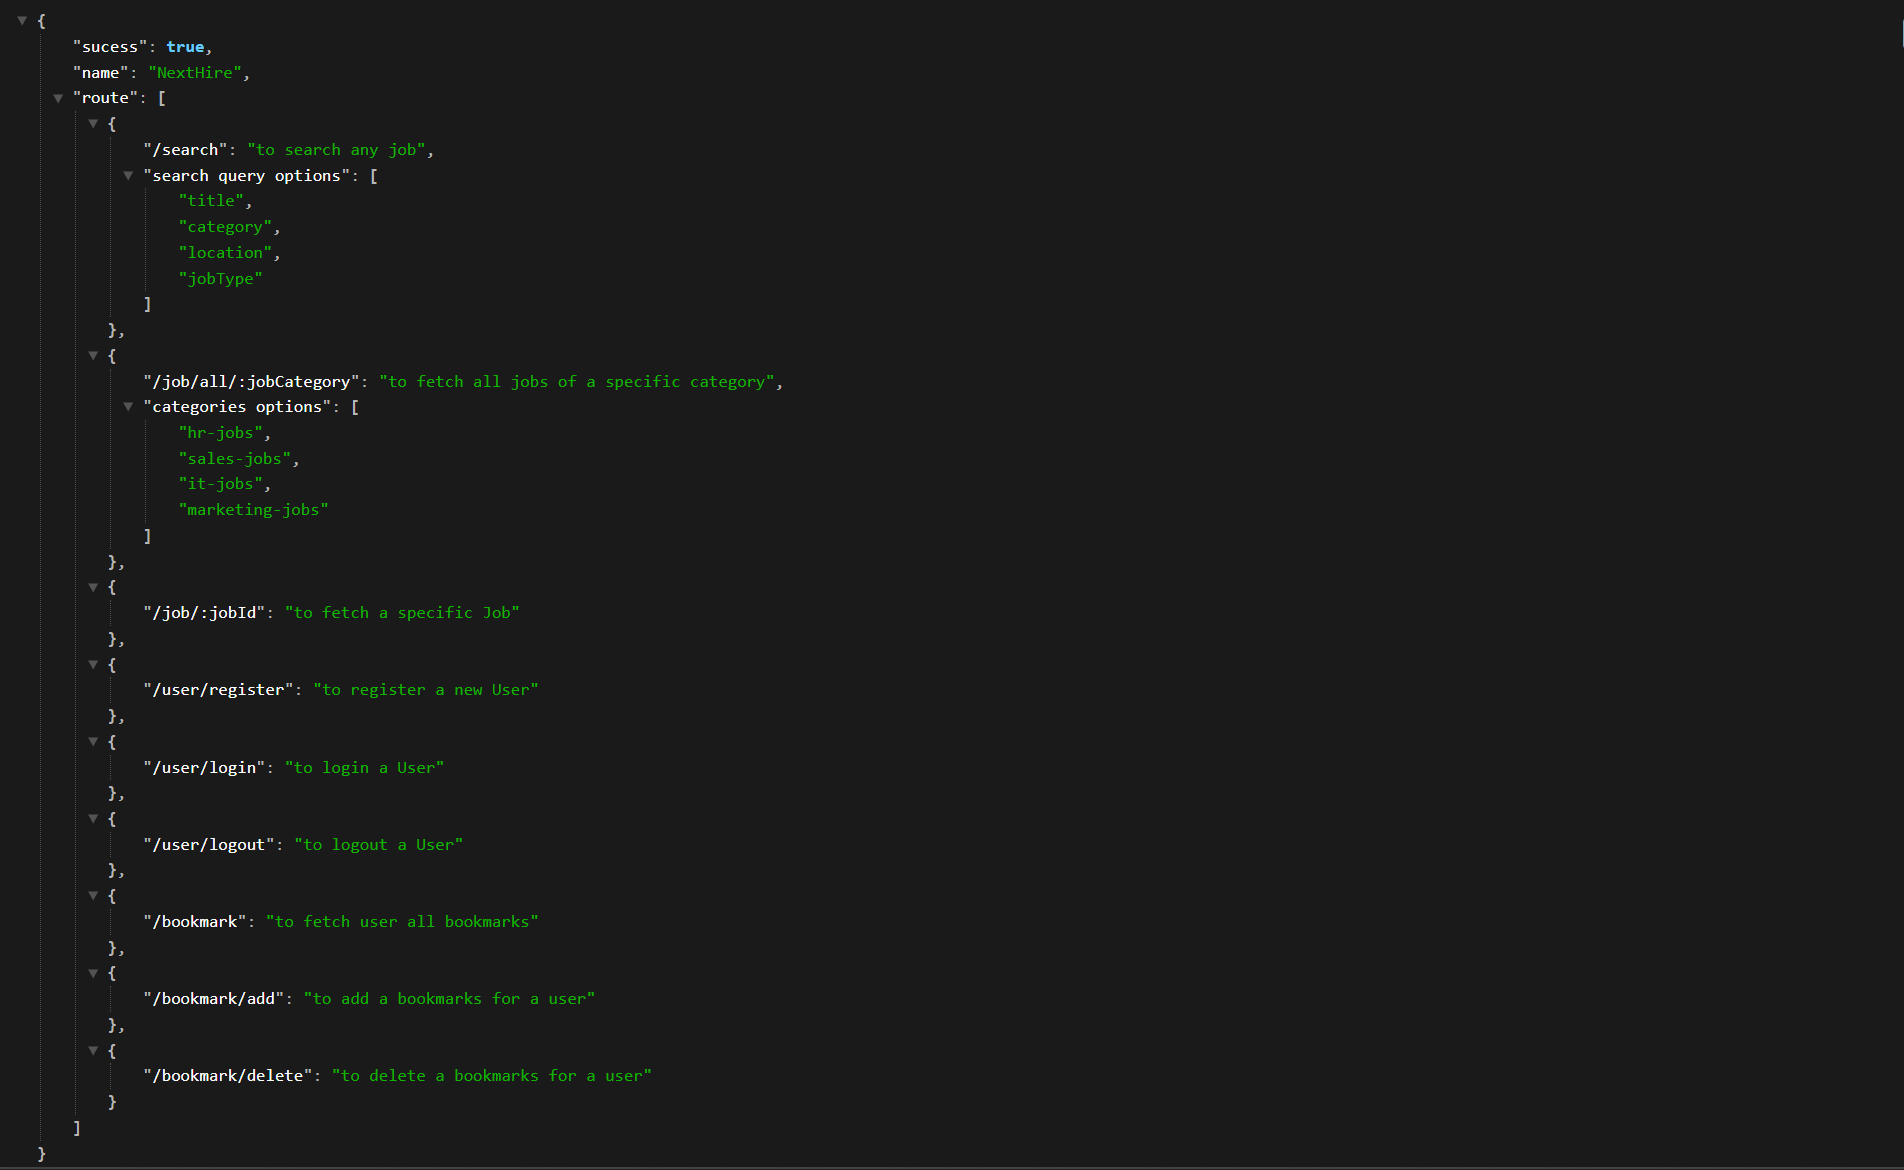 {
"sucess": true,
"name": "NextHire",
"route": [
{
"/search": "to search any job",
"search query options": [
"title",
"category",
"location",
"jobType"
]
},
{
"/job/all/:jobCategory": "to fetch all jobs of a specific category",
"categories options": [
"hr-jobs",
"sales-jobs",
"it-jobs",
"marketing-jobs"
]
},
{
"/job/:jobId": "to fetch a specific Job"
},
{
"/user/register": "to register a new User"
},
{
"/user/login": "to login a User"
},
{
"/user/logout": "to logout a User"
},
{
"/bookmark": "to fetch user all bookmarks"
},
{
"/bookmark/add": "to add a bookmarks for a user"
},
{
"/bookmark/delete": "to delete a bookmarks for a user"
}
]
}